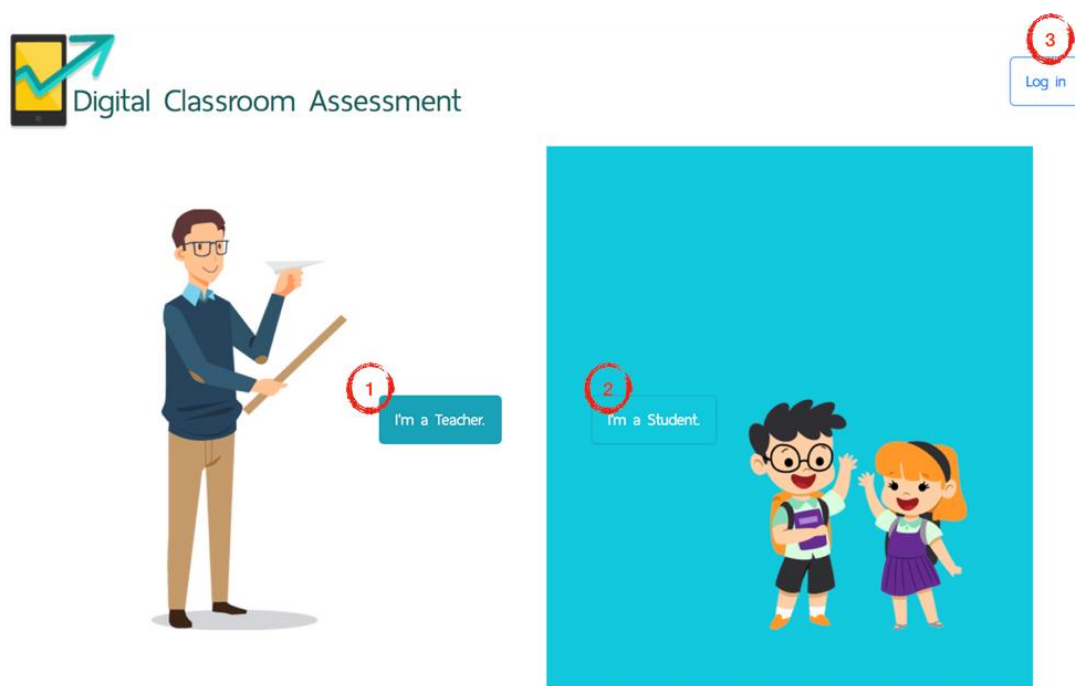 3
Log in
Digital Classroom Assessment
1
I'm a Teacher.
2
I'm a Student.